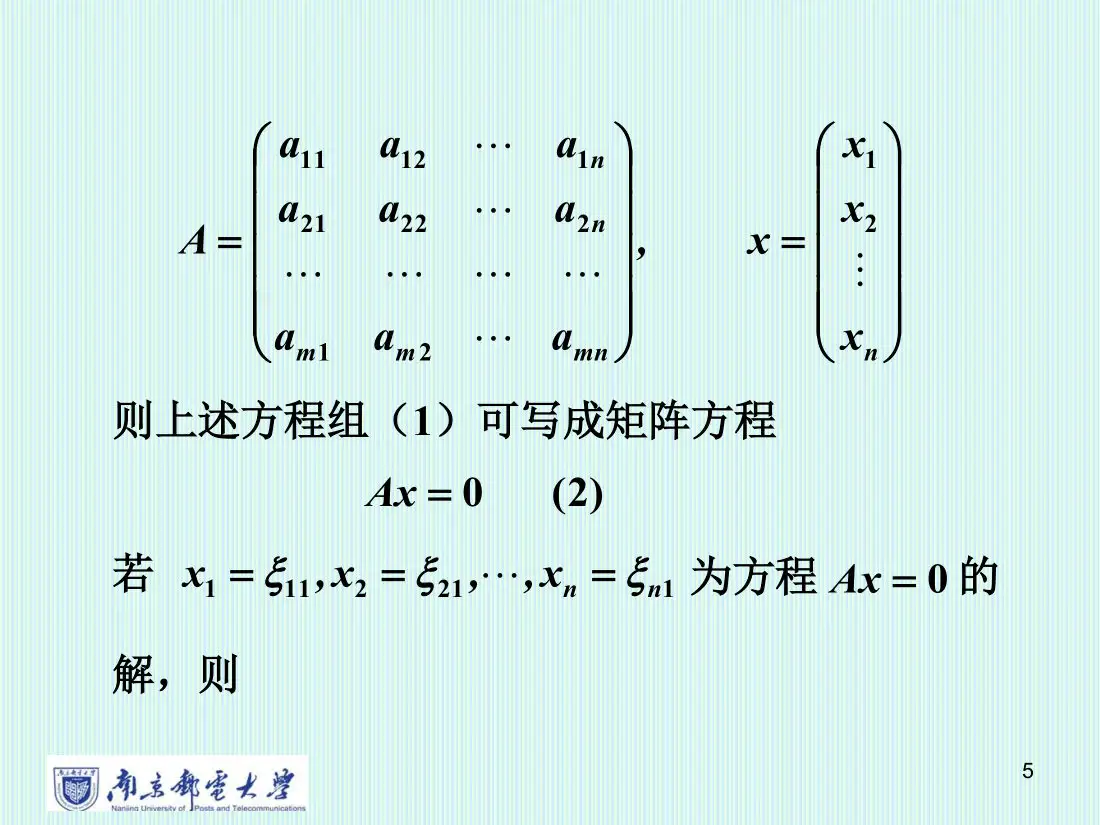 A = ( a₁₁ a₁₂ ⋯ a₁ₙ
a₂₁ a₂₂ ⋯ a₂ₙ
⋯ ⋯ ⋯ ⋯
aₘ₁ aₘ₂ ⋯ aₘₙ ) , x = ( x₁
x₂
⋮
xₙ )
则上述方程组（1）可写成矩阵方程
Ax = 0 (2)
若 x₁ = ξ₁₁, x₂ = ξ₂₁, ⋯, xₙ = ξₙ₁ 为方程 Ax = 0 的
解，则
南京邮电大学
Nanjing University of Posts and Telecommunications
5